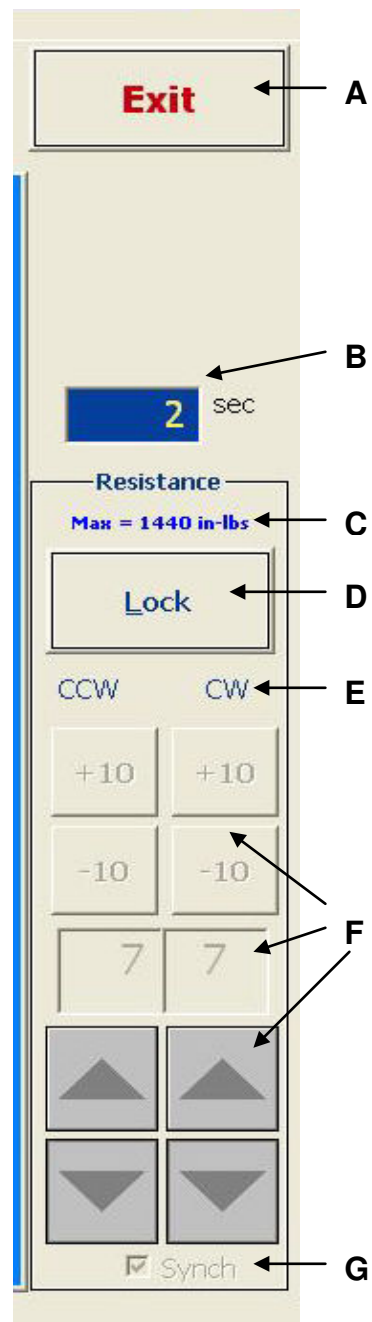 Exit A
B
2 sec
Resistance
Max = 1440 in-lbs C
Lock D
CCW CW E
+10 +10
-10 -10
7 7 F
Synch G